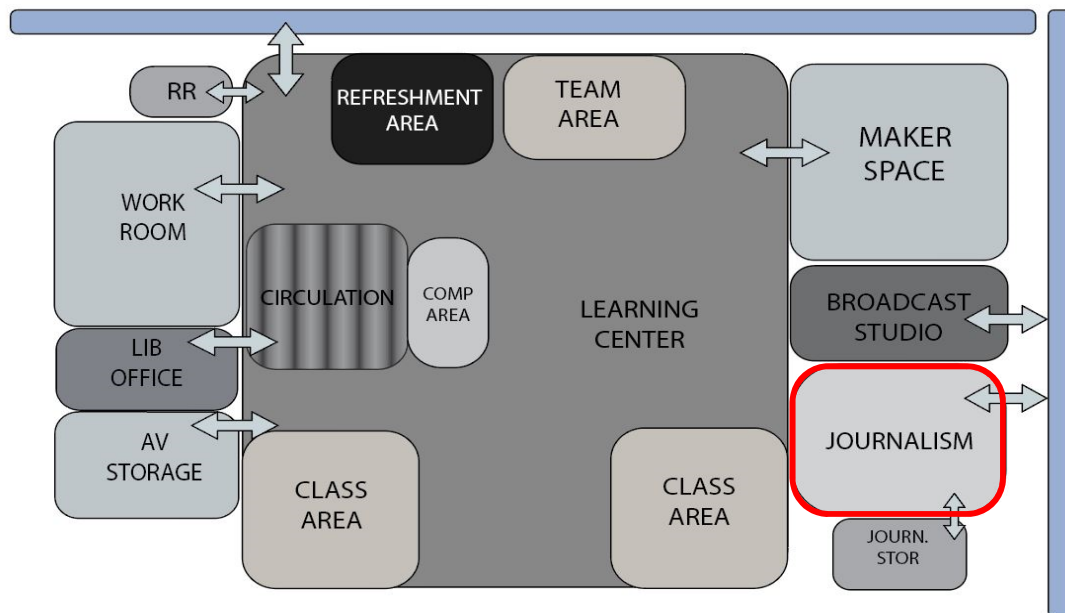 RR
REFRESHMENT
AREA
TEAM
AREA
MAKER
SPACE
WORK
ROOM
CIRCULATION
COMP
AREA
LEARNING
CENTER
BROADCAST
STUDIO
LIB
OFFICE
AV
STORAGE
CLASS
AREA
CLASS
AREA
JOURNALISM
JOURN.
STOR